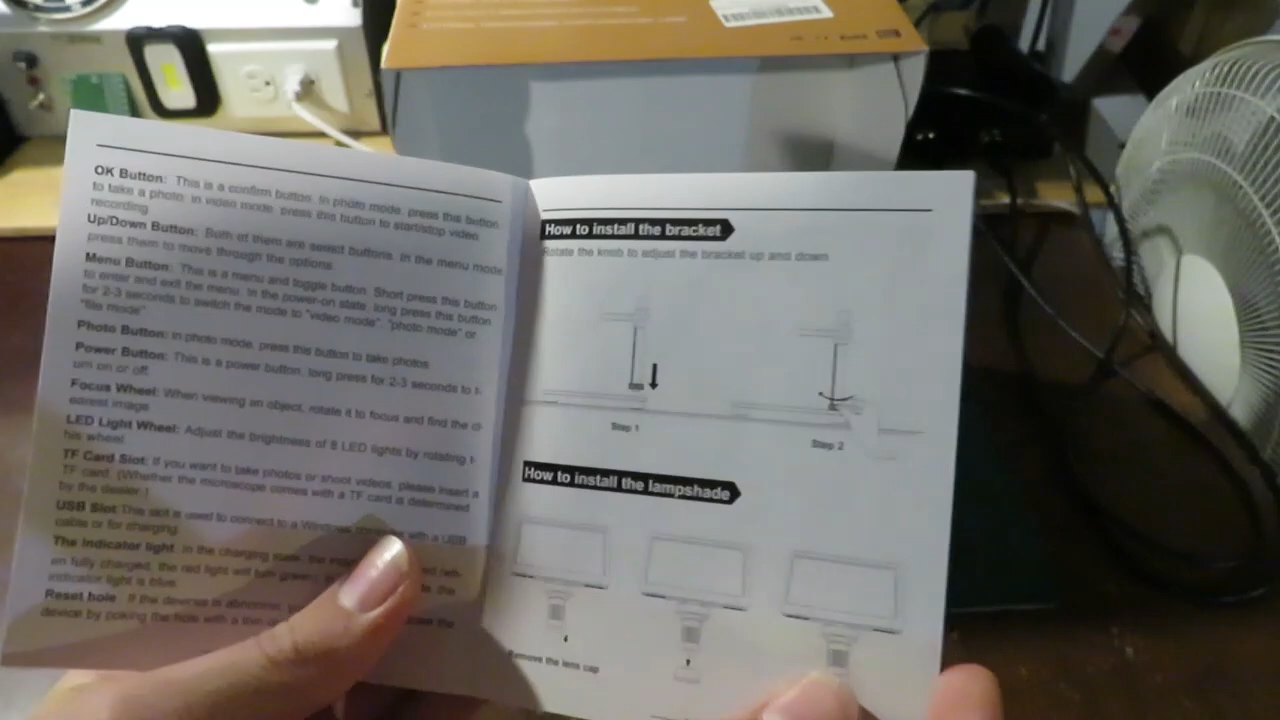 OK Button: This is a confirm button. In photo mode, press this button
to take a photo; in video mode, press this button to start/stop video
recording.
Up/Down Button: Both of them are select buttons. In the menu mode
press them to move through the options.
Menu Button: This is a menu and toggle button. Short press this button
to enter and exit the menu. In the power-on state, long press this button
for 2-3 seconds to switch the mode to "video mode", "photo mode" or
"file mode".
Photo Button: In photo mode, press this button to take photos.
Power Button: This is a power button, long press for 2-3 seconds to t-
urn on or off.
Focus Wheel: When viewing an object, rotate it to focus and find the cl-
earest image.
LED Light Wheel: Adjust the brightness of 8 LED lights by rotating t-
his wheel.
TF Card Slot: If you want to take photos or shoot videos, please insert a
TF card. (Whether the microscope comes with a TF card is determined
by the dealer.)
USB Slot: This slot is used to connect to a Windows with a USB
cable or for charging.
The indicator light: In the charging state, the red (wh-
en fully charged, the red light will turn green) the
indicator light is blue.
Reset hole: If the device is abnormal, the
device by poking the hole with a thin
How to install the bracket
Rotate the knob to adjust the bracket up and down
Step 1
Step 2
How to install the lampshade
Remove the lens cap